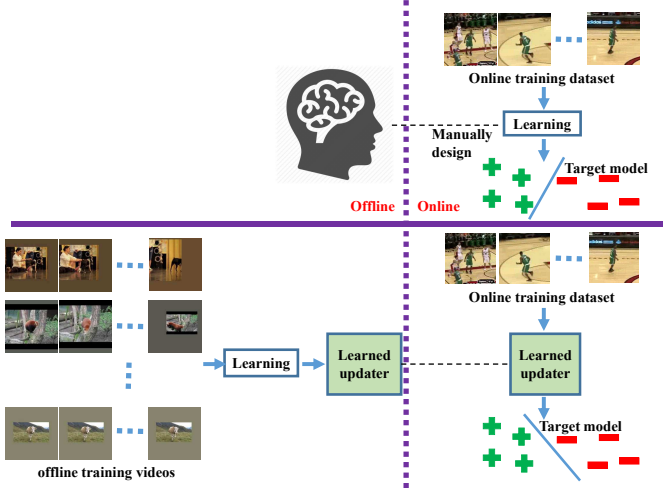 Online training dataset
Learning
Manually
design
Target model
Offline
Online
Online training dataset
Learning
Learned
updater
Learned
updater
Target model
offline training videos